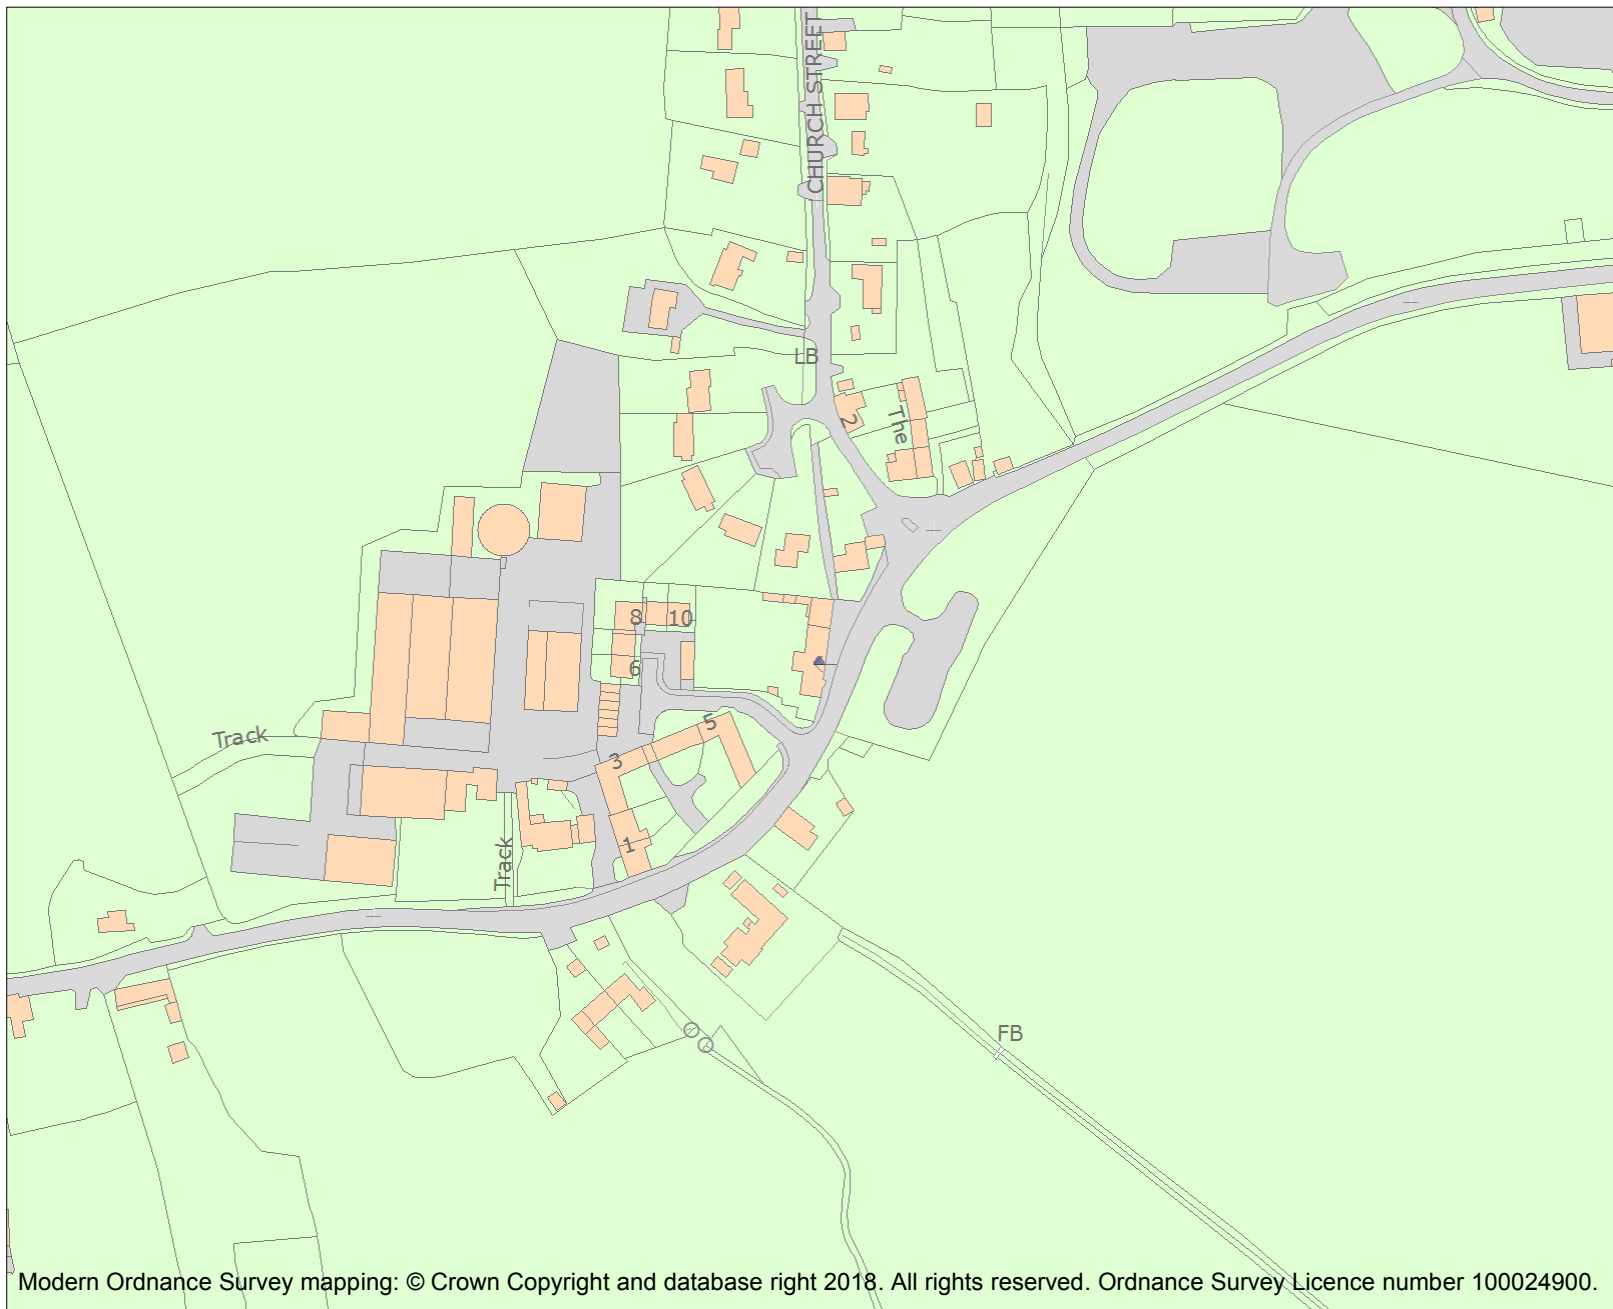 CHURCH STREET
LB
2
The
8
10
6
Track
5
3
1
Track
FB
Modern Ordnance Survey mapping: © Crown Copyright and database right 2018. All rights reserved. Ordnance Survey Licence number 100024900.